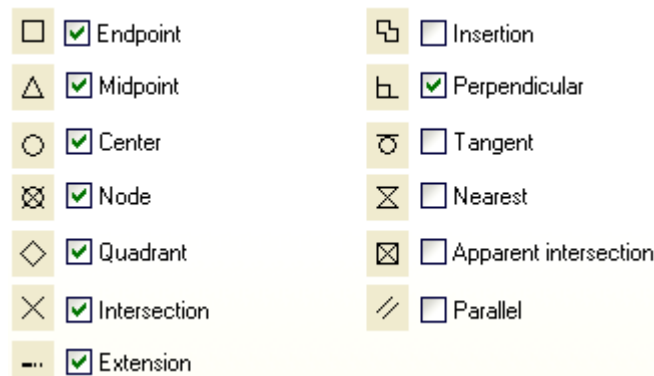 Endpoint
Midpoint
Center
Node
Quadrant
Intersection
Extension
Insertion
Perpendicular
Tangent
Nearest
Apparent intersection
Parallel